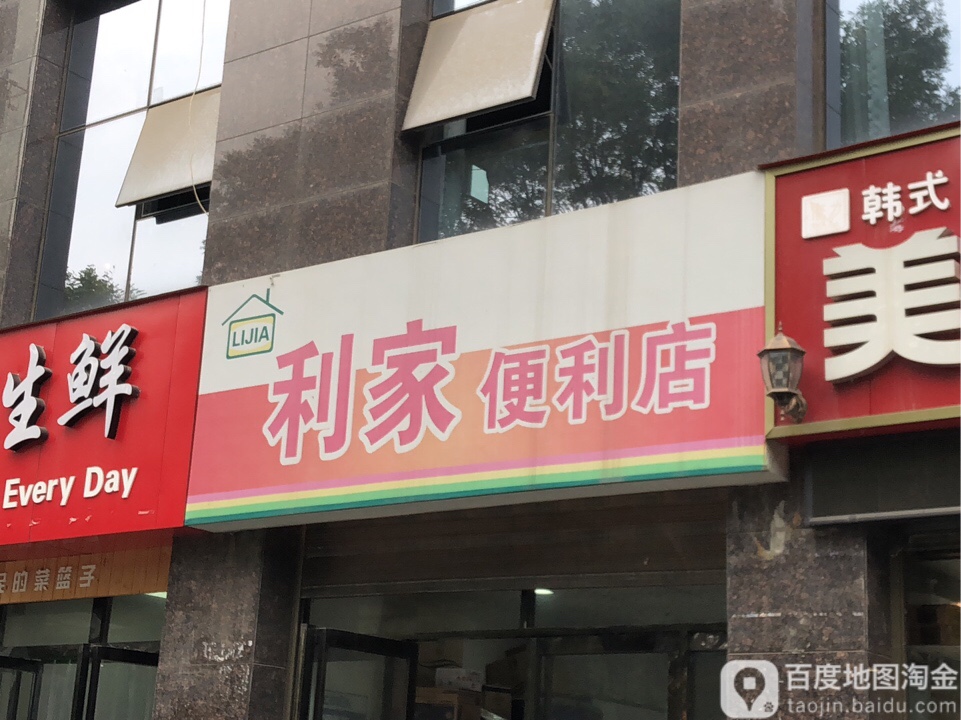 生鲜
Every Day
的菜篮子
LIJIA
利家便利店
韩式
美
百度地图淘金
taojin.baidu.com